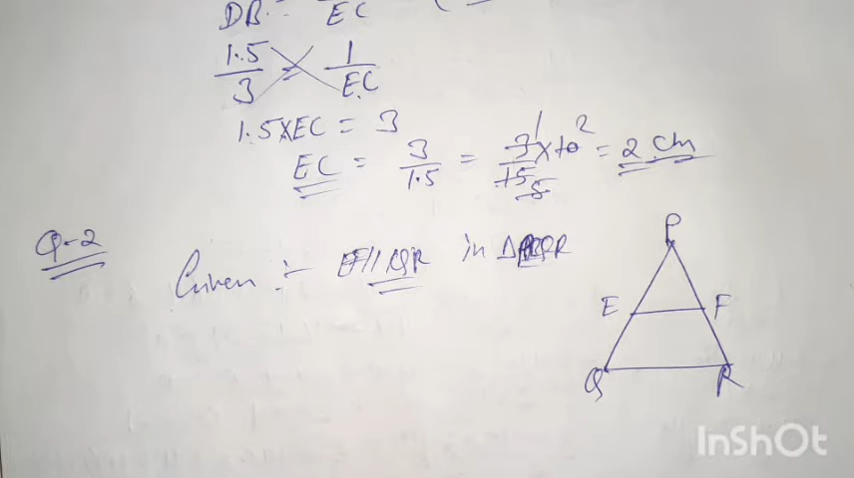 DB = EC
1.5/3 = 1/EC
1.5×EC = 3
EC = 3/1.5 = 3×10/15 = 2 cm
Q-2
Given :- EF// QR in ΔPQR
P
E F
Q R
InShOt